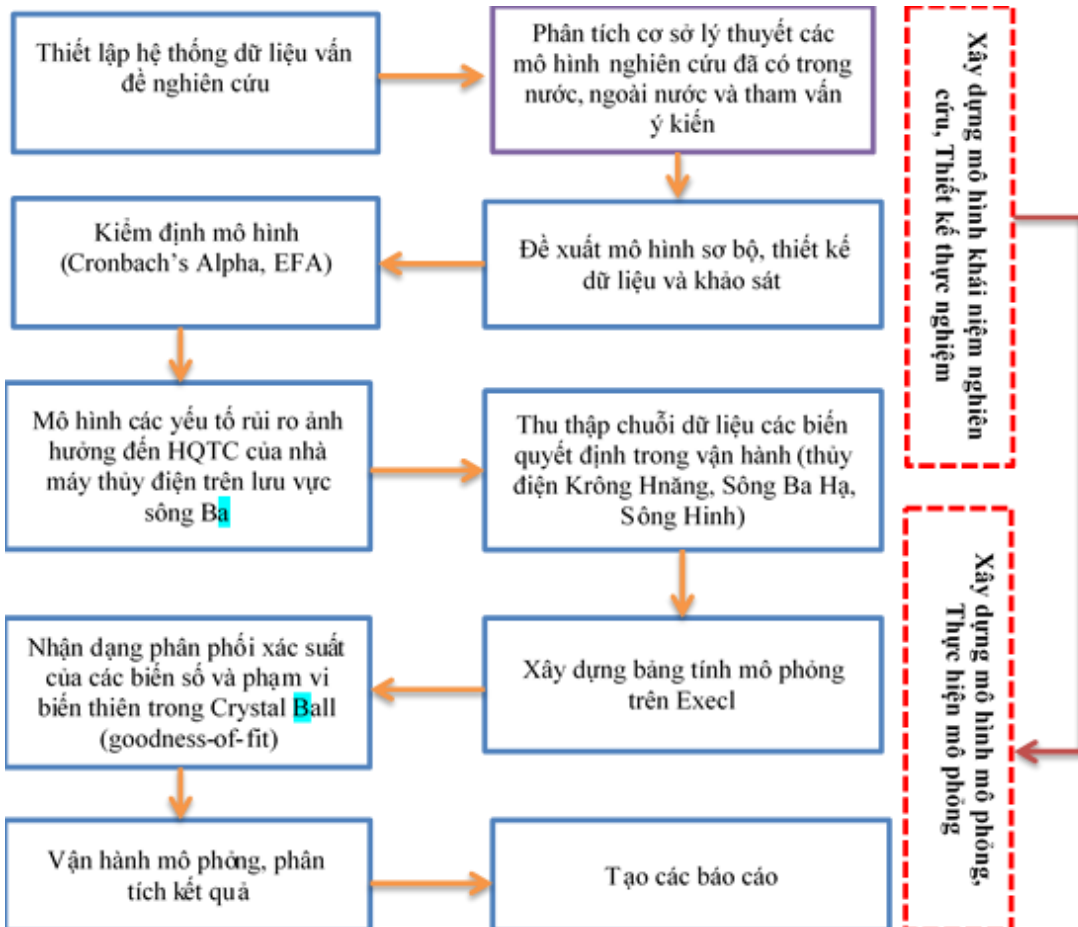 Thiết lập hệ thống dữ liệu vấn
đề nghiên cứu
Phân tích cơ sở lý thuyết các
mô hình nghiên cứu đã có trong
nước, ngoài nước và tham vấn
ý kiến
Đề xuất mô hình sơ bộ, thiết kế
dữ liệu và khảo sát
Kiểm định mô hình
(Cronbach's Alpha, EFA)
Mô hình các yếu tố rủi ro ảnh
hưởng đến HQTC của nhà
máy thủy điện trên lưu vực
sông Ba
Thu thập chuỗi dữ liệu các biến
quyết định trong vận hành (thủy
điện Krông Hnăng, Sông Ba Hạ,
Sông Hinh)
Xây dựng bảng tính mô phỏng
trên Execl
Nhận dạng phân phối xác suất
của các biến số và phạm vi
biến thiên trong Crystal Ball
(goodness-of-fit)
Vận hành mô phỏng, phân
tích kết quả
Tạo các báo cáo
Xây dựng mô hình khái niệm nghiên
cứu, Thiết kế thực nghiệm
Xây dựng mô hình mô phỏng,
Thực hiện mô phỏng